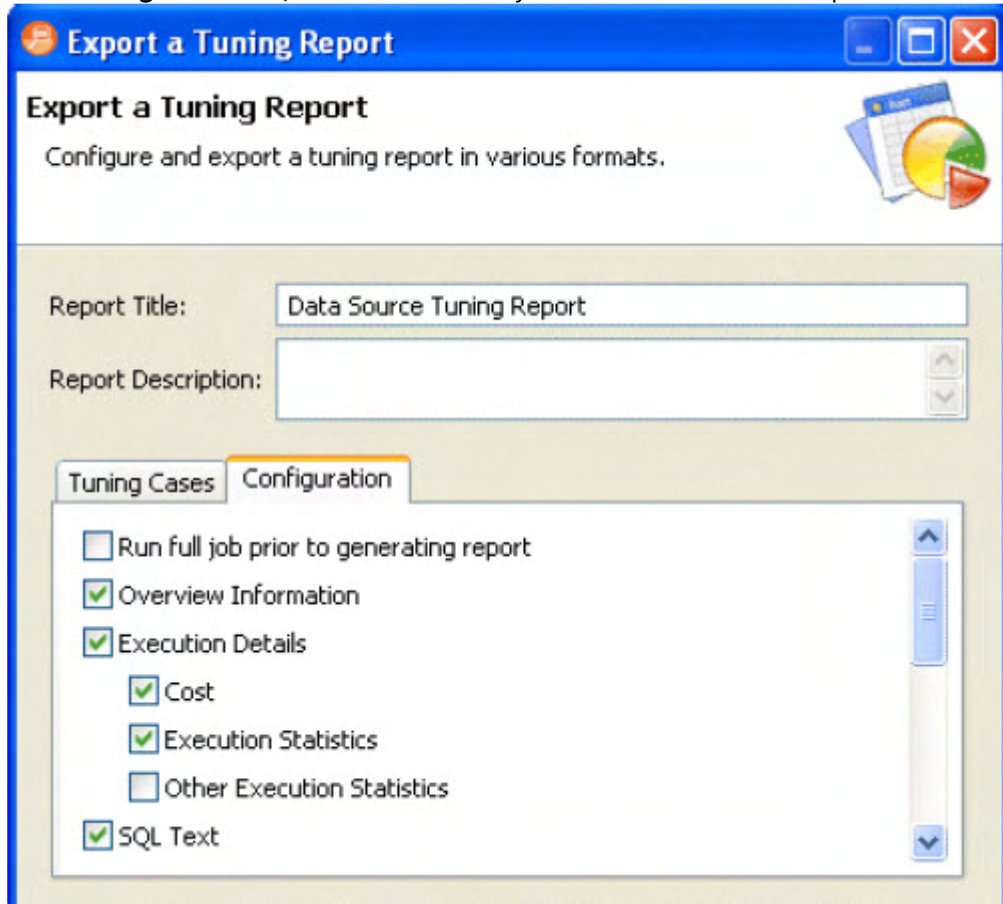 Export a Tuning Report
Export a Tuning Report
Configure and export a tuning report in various formats.
Report Title: Data Source Tuning Report
Report Description:
Tuning Cases Configuration
Run full job prior to generating report
Overview Information
Execution Details
Cost
Execution Statistics
Other Execution Statistics
SQL Text